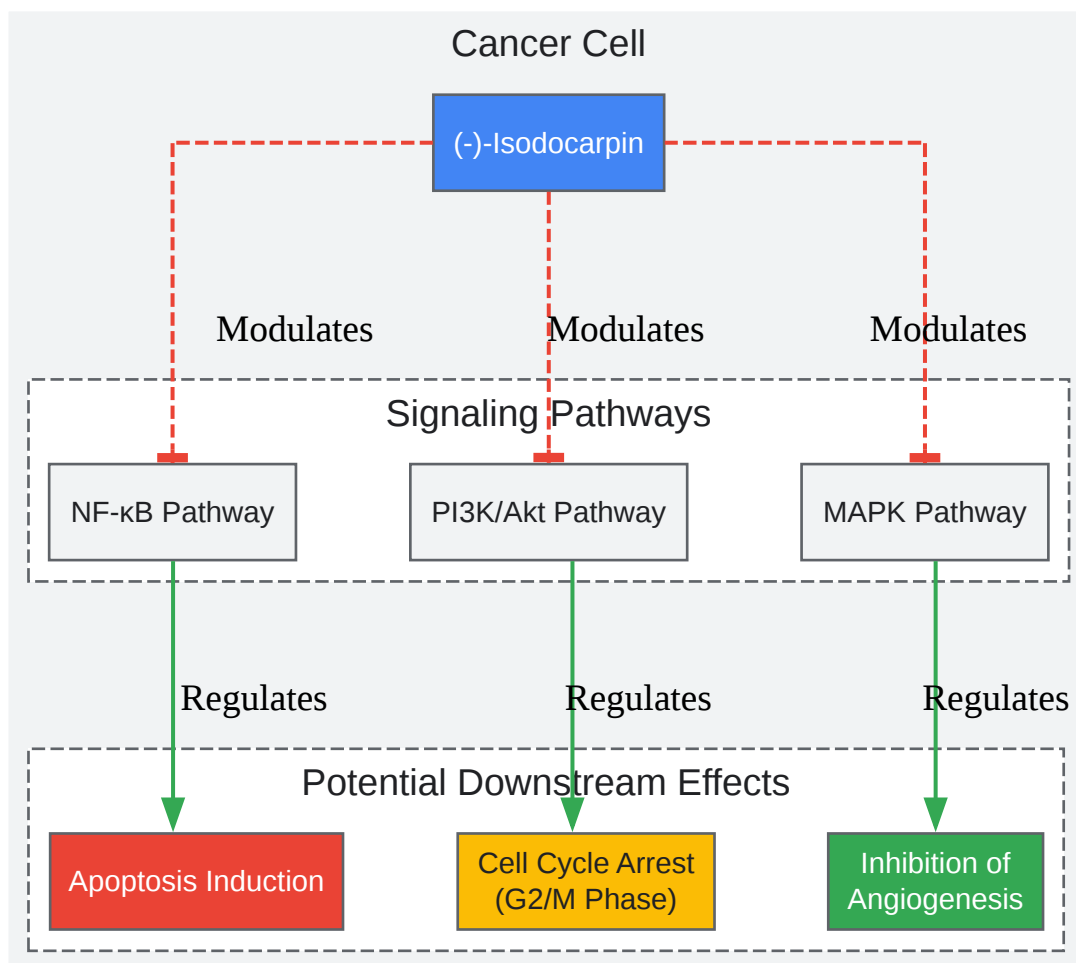 Cancer Cell
(-)-Isodocarpin
Modulates
Modulates
Modulates
Signaling Pathways
NF-κB Pathway
PI3K/Akt Pathway
MAPK Pathway
Regulates
Regulates
Regulates
Potential Downstream Effects
Apoptosis Induction
Cell Cycle Arrest
(G2/M Phase)
Inhibition of
Angiogenesis